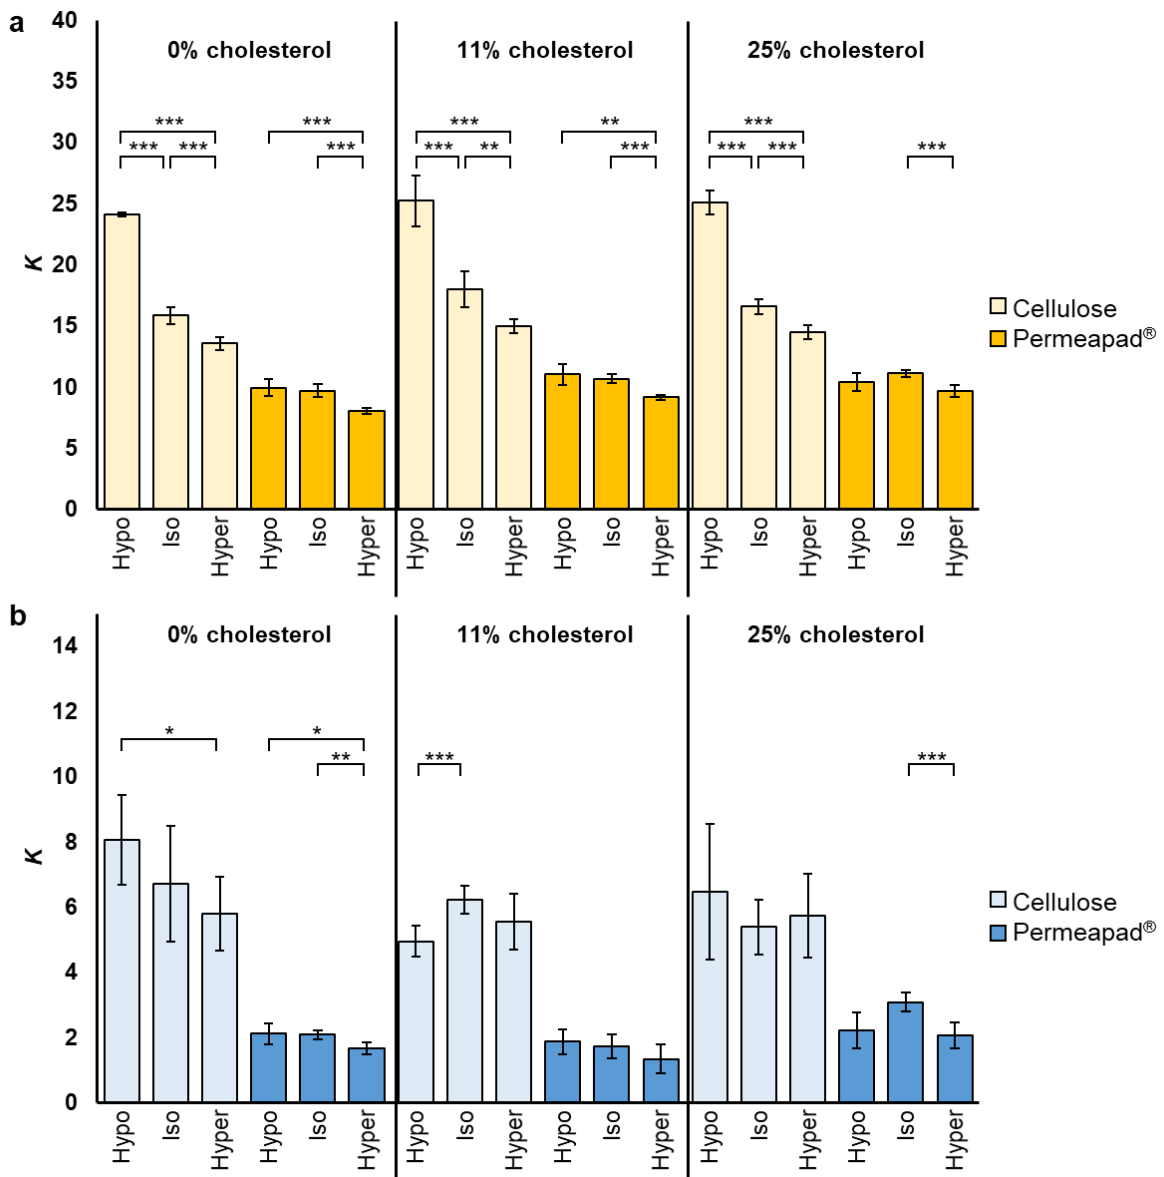 a
0% cholesterol 11% cholesterol 25% cholesterol
40
35
30
25
20
15
10
5
0
K
*** *** *** ** ***
*** *** *** *** ** *** *** *** ***
Hypo Iso Hyper Hypo Iso Hyper Hypo Iso Hyper Hypo Iso Hyper Hypo Iso Hyper Hypo Iso Hyper
Cellulose
Permeapad®
b
0% cholesterol 11% cholesterol 25% cholesterol
14
12
10
8
6
4
2
0
K
* *
** *** ***
Hypo Iso Hyper Hypo Iso Hyper Hypo Iso Hyper Hypo Iso Hyper Hypo Iso Hyper Hypo Iso Hyper
Cellulose
Permeapad®